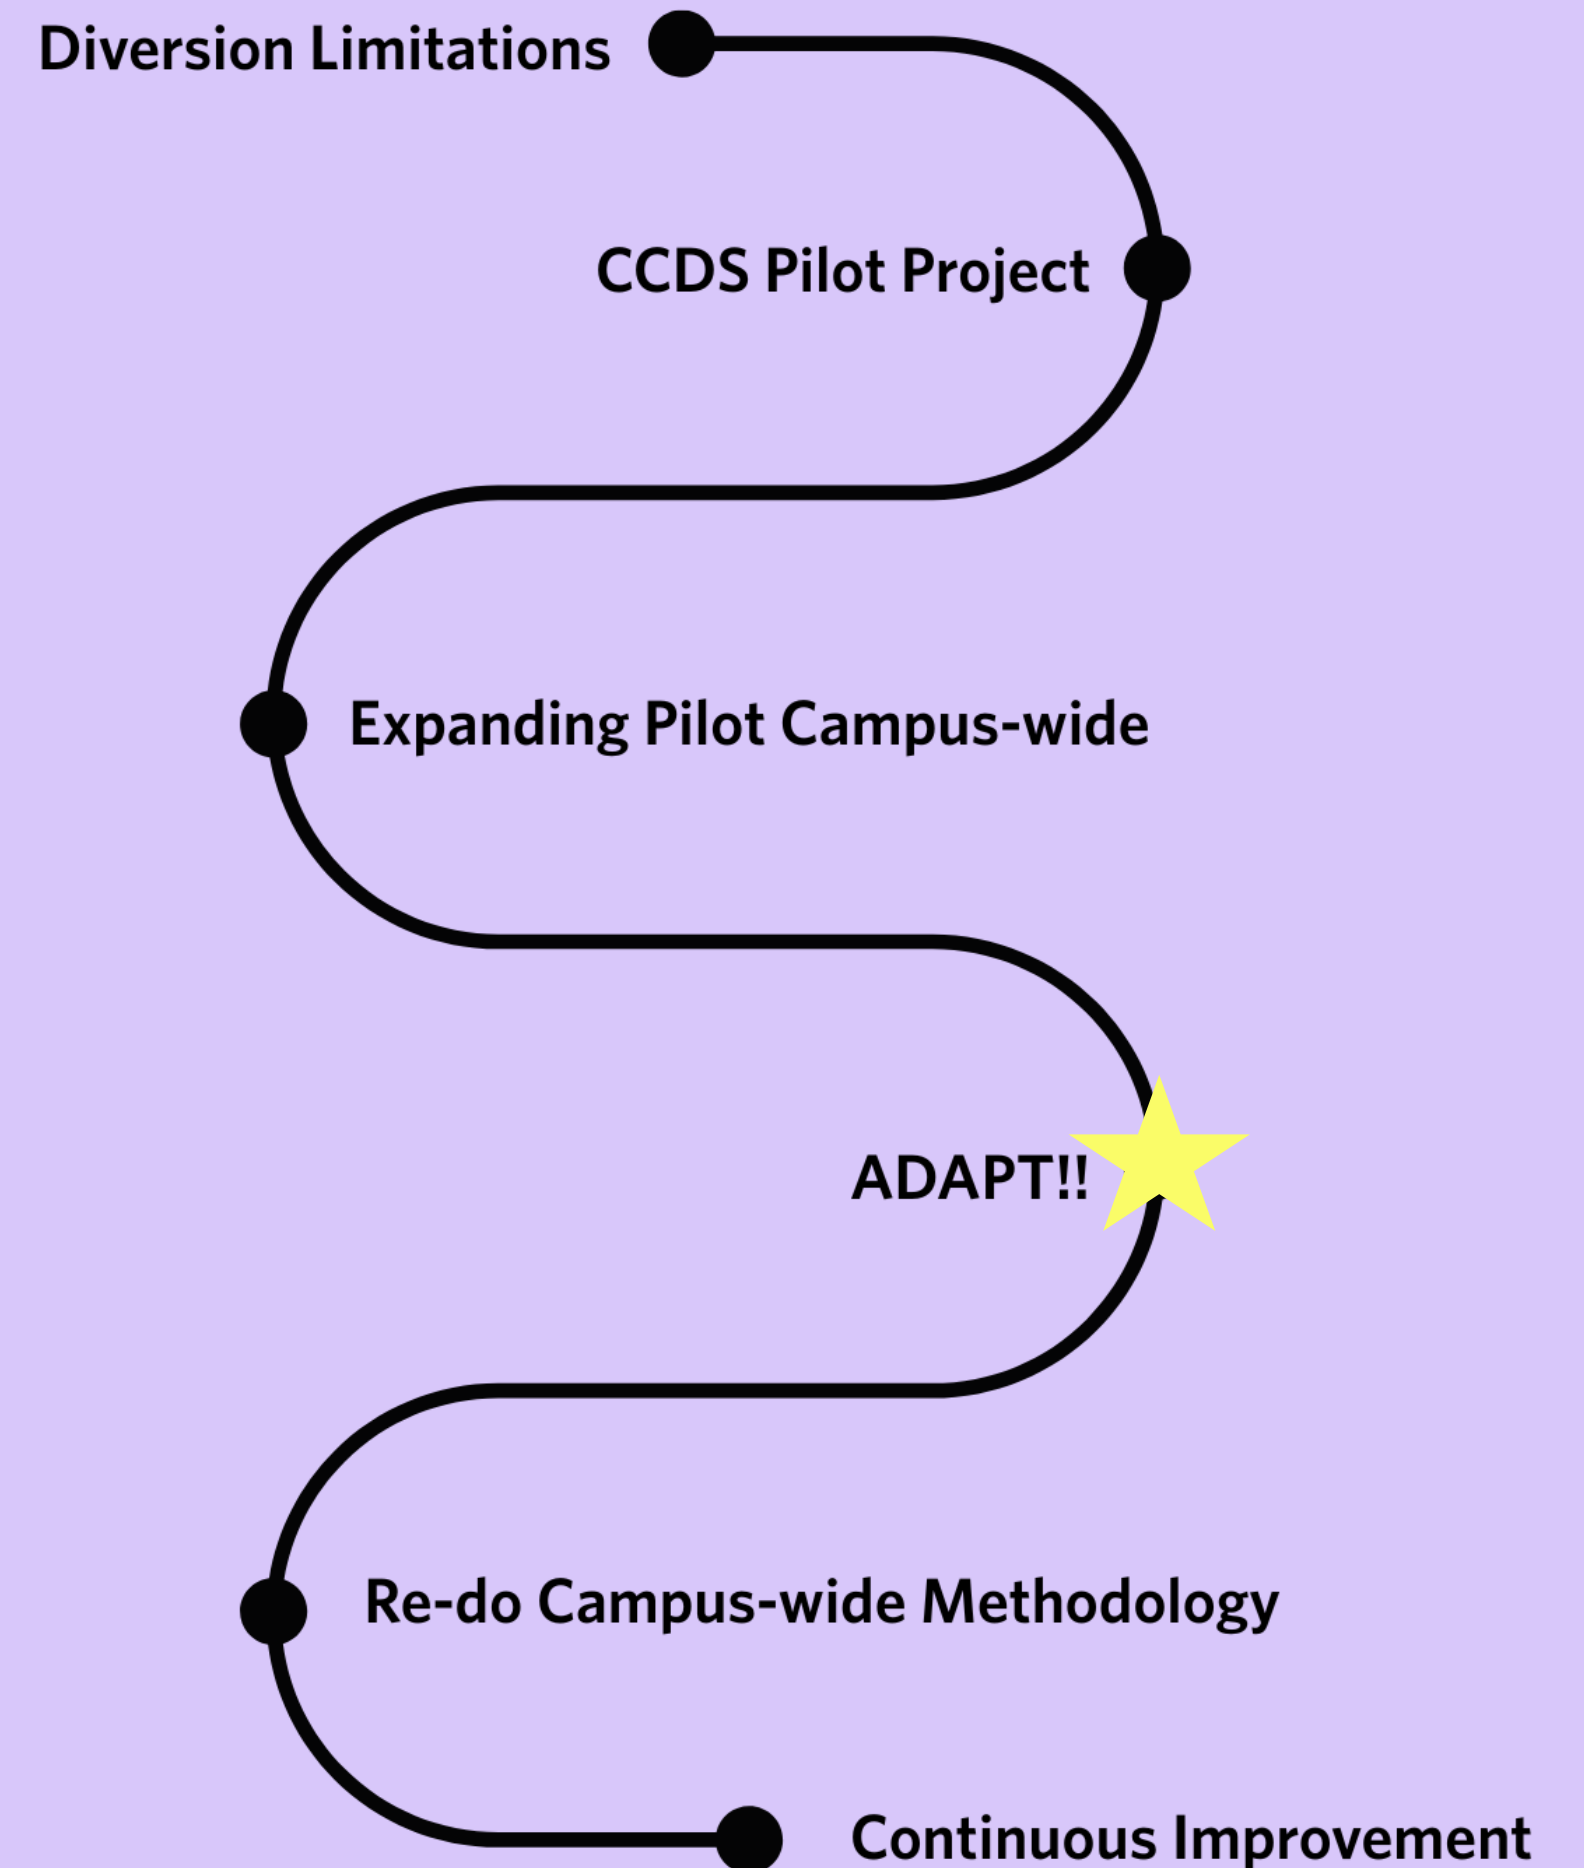 Diversion Limitations
CCDS Pilot Project
Expanding Pilot Campus-wide
ADAPT!!
Re-do Campus-wide Methodology
Continuous Improvement